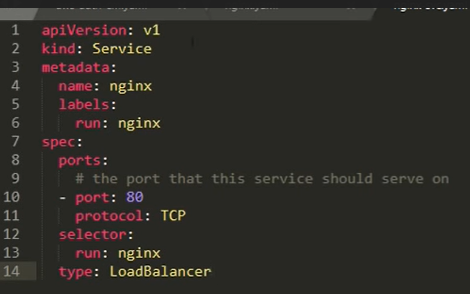 1 apiVersion: v1
2 kind: Service
3 metadata:
4   name: nginx
5   labels:
6     run: nginx
7 spec:
8   ports:
9     # the port that this service should serve on
10   - port: 80
11     protocol: TCP
12   selector:
13     run: nginx
14   type: LoadBalancer